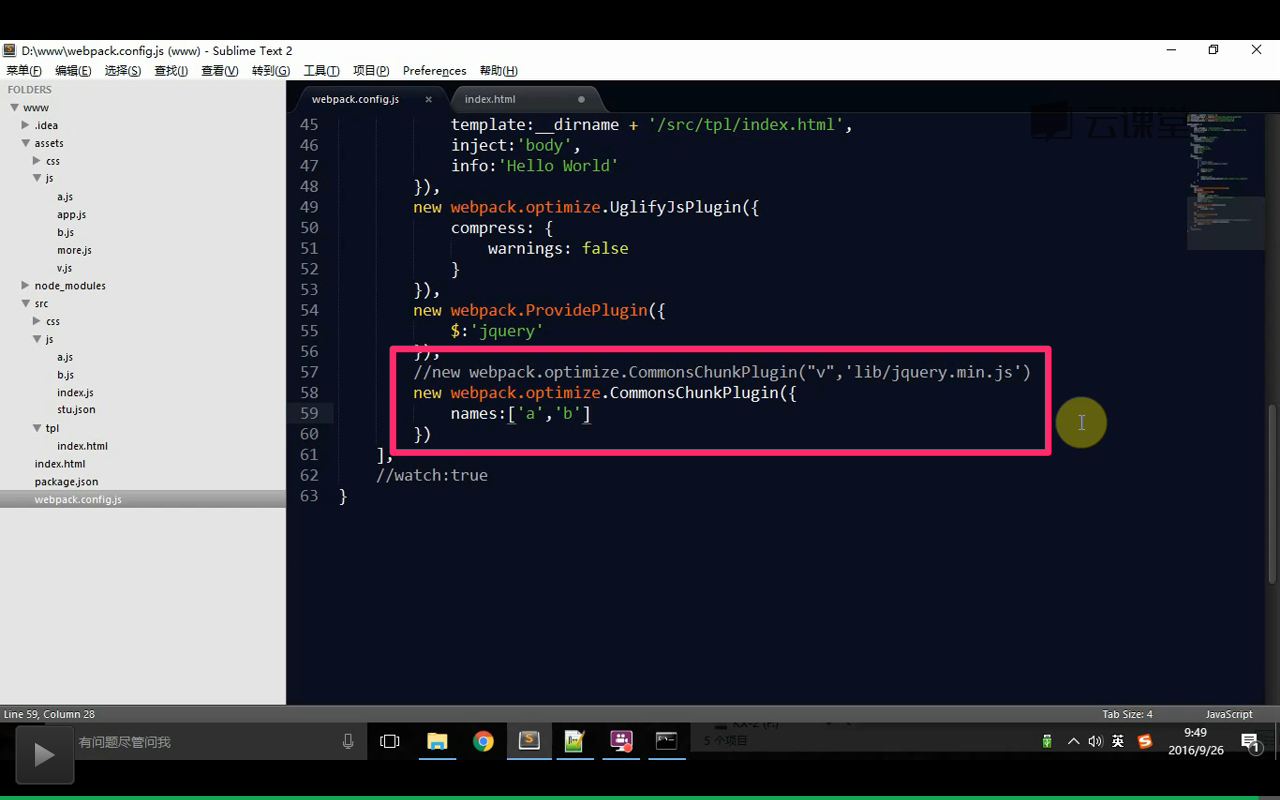 D:\www\webpack.config.js (www) - Sublime Text 2
菜单(F) 编辑(E) 选择(S) 查找(I) 查看(V) 转到(G) 工具(T) 项目(P) Preferences 帮助(H)
FOLDERS
www
.idea
assets
css
js
a.js
app.js
b.js
more.js
v.js
node_modules
src
css
js
a.js
b.js
index.js
stu.json
tpl
index.html
index.html
package.json
webpack.config.js
webpack.config.js index.html
云课堂
45 template:__dirname + '/src/tpl/index.html',
46 inject:'body',
47 info:'Hello World'
48 }),
49 new webpack.optimize.UglifyJsPlugin({
50 compress: {
51 warnings: false
52 }
53 }),
54 new webpack.ProvidePlugin({
55 $:'jquery'
56 }),
57 //new webpack.optimize.CommonsChunkPlugin("v",'lib/jquery.min.js')
58 new webpack.optimize.CommonsChunkPlugin({
59 names:['a','b']
60 })
61 ],
62 //watch:true
63 }
Line 59, Column 28 Tab Size: 4 JavaScript
有问题尽管问我
5 个项目
英
9:49
2016/9/26
1